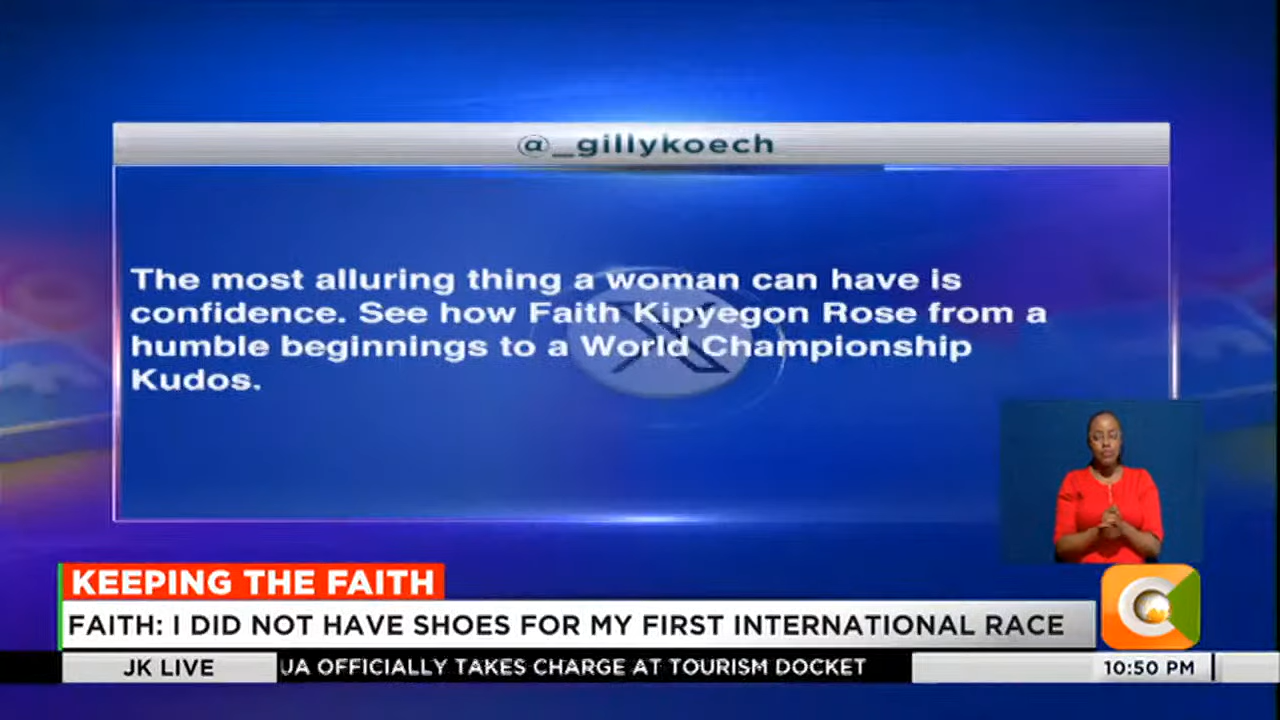 @_gillykoech
The most alluring thing a woman can have is
confidence. See how Faith Kipyegon Rose from a
humble beginnings to a World Championship
Kudos.
KEEPING THE FAITH
FAITH: I DID NOT HAVE SHOES FOR MY FIRST INTERNATIONAL RACE
JK LIVE
UA OFFICIALLY TAKES CHARGE AT TOURISM DOCKET
10:50 PM